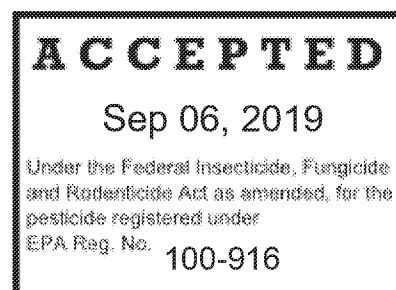 ACCEPTED
Sep 06, 2019
Under the Federal Insecticide, Fungicide
and Rodenticide Act as amended, for the
pesticide registered under
EPA Reg. No. 100-916